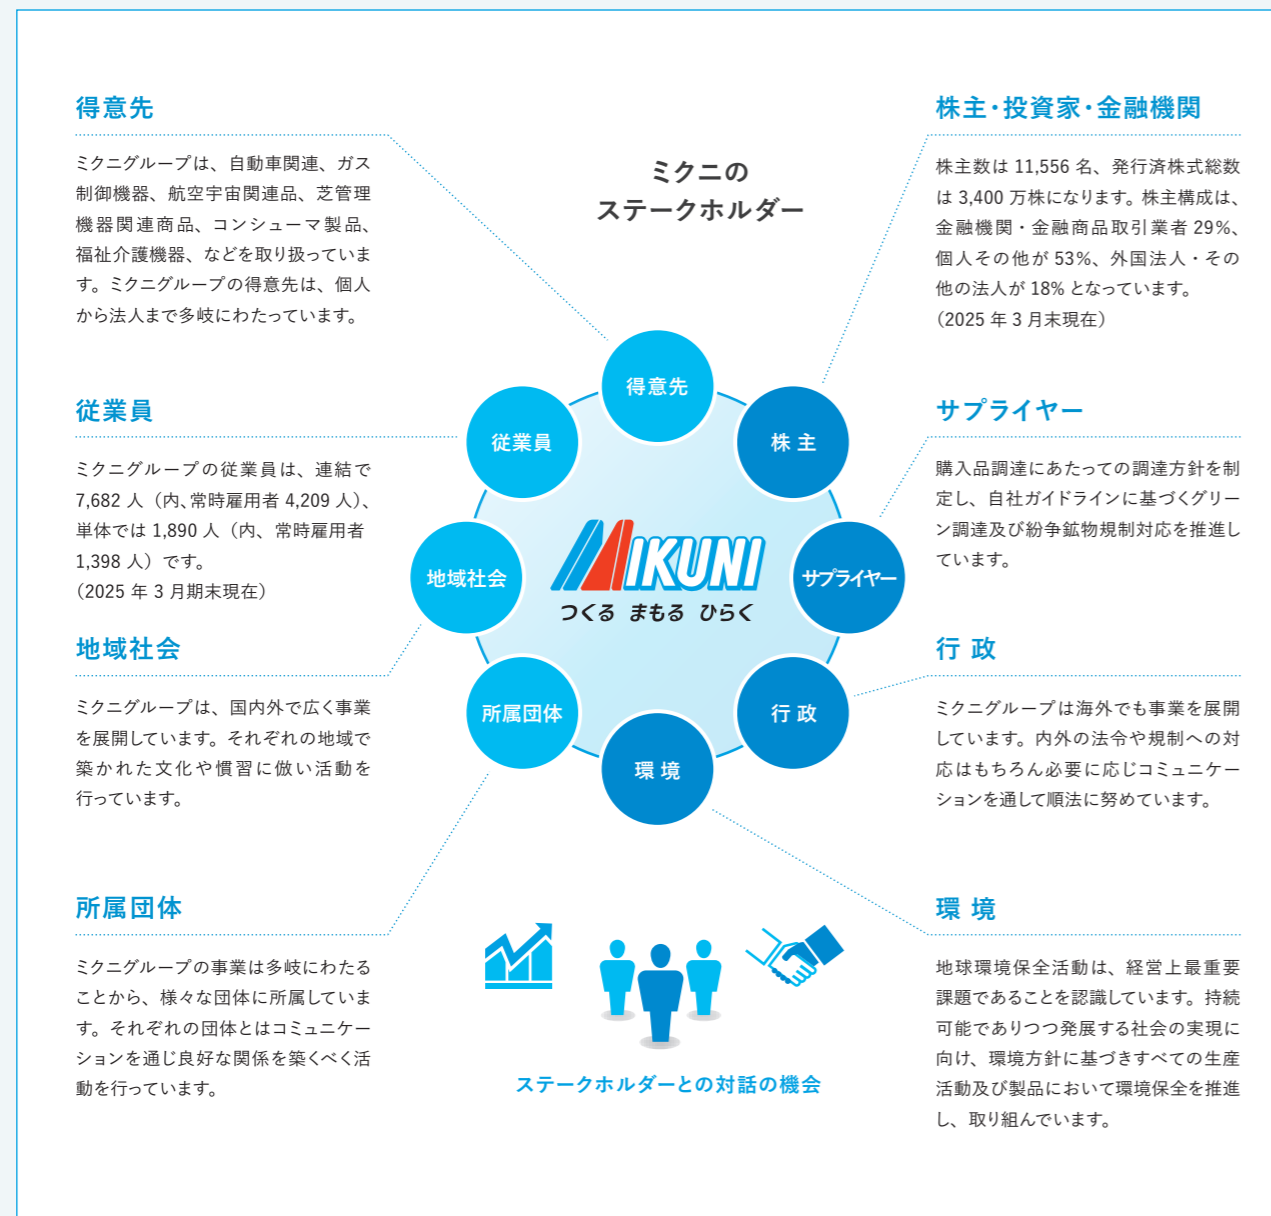 ミクニの
ステークホルダー
得意先
ミクニグループは、自動車関連、ガス
制御機器、航空宇宙関連品、芝管理
機器関連商品、コンシューマ製品、
福祉介護機器、などを取り扱っていま
す。ミクニグループの得意先は、個人
から法人まで多岐にわたっています。
従業員
ミクニグループの従業員は、連結で
7,682 人（内、常時雇用者 4,209 人）、
単体では 1,890 人（内、常時雇用者
1,398 人）です。
（2025 年 3 月期末現在）
地域社会
ミクニグループは、国内外で広く事業
を展開しています。それぞれの地域で
築かれた文化や慣習に倣い活動を
行っています。
所属団体
ミクニグループの事業は多岐にわたる
ことから、様々な団体に所属していま
す。それぞれの団体とはコミュニケー
ションを通じ良好な関係を築くべく活
動を行っています。
得意先
従業員
株 主
地域社会
MIKUNI
つくる まもる ひらく
サプライヤー
所属団体
行 政
環 境
ステークホルダーとの対話の機会
株主・投資家・金融機関
株主数は 11,556 名、発行済株式総数
は 3,400 万株になります。株主構成は、
金融機関・金融商品取引業者 29%、
個人その他が 53%、外国法人・その
他の法人が 18% となっています。
（2025 年 3 月末現在）
サプライヤー
購入品調達にあたっての調達方針を制
定し、自社ガイドラインに基づくグリー
ン調達及び紛争鉱物規制対応を推進し
ています。
行 政
ミクニグループは海外でも事業を展開
しています。内外の法令や規制への対
応はもちろん必要に応じコミュニケー
ションを通して順法に努めています。
環 境
地球環境保全活動は、経営上最重要
課題であることを認識しています。持続
可能でありつつ発展する社会の実現に
向け、環境方針に基づきすべての生産
活動及び製品において環境保全を推進
し、取り組んでいます。